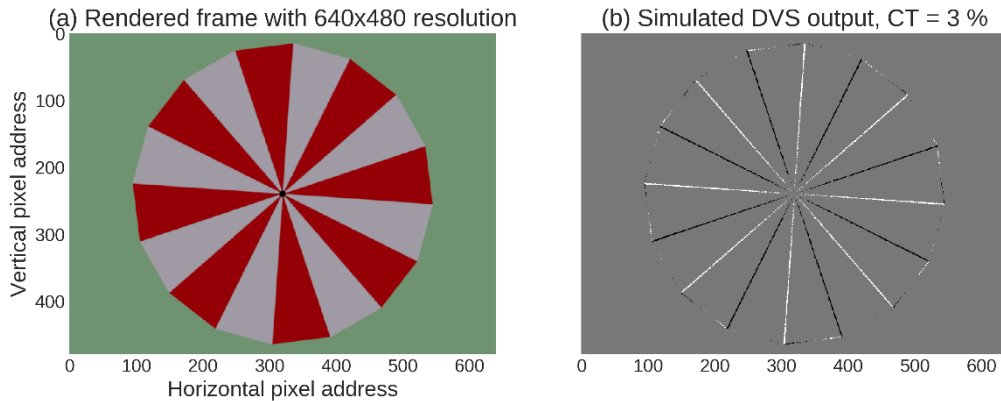 (a) Rendered frame with 640x480 resolution
(b) Simulated DVS output, CT = 3 %
Vertical pixel address
0
100
200
300
400
0 100 200 300 400 500 600
Horizontal pixel address
100 200 300 400 500 600